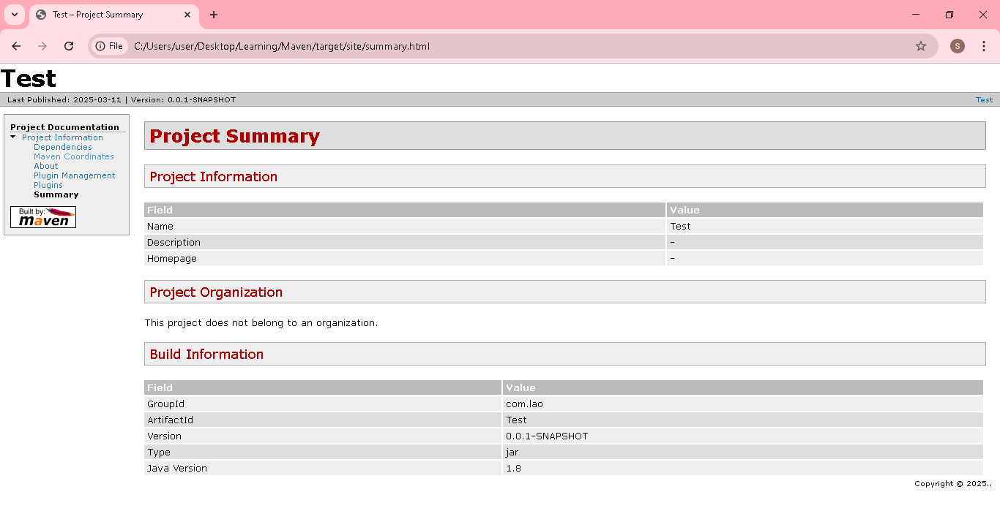 Test – Project Summary
File
C:/Users/user/Desktop/Learning/Maven/target/site/summary.html
S
Test
Last Published: 2025-03-11 | Version: 0.0.1-SNAPSHOT
Test
Project Documentation
Project Information
Dependencies
Maven Coordinates
About
Plugin Management
Plugins
Summary
Built by:
maven
Project Summary
Project Information
Field Value
Name Test
Description -
Homepage -
Project Organization
This project does not belong to an organization.
Build Information
Field Value
GroupId com.lao
ArtifactId Test
Version 0.0.1-SNAPSHOT
Type jar
Java Version 1.8
Copyright © 2025..